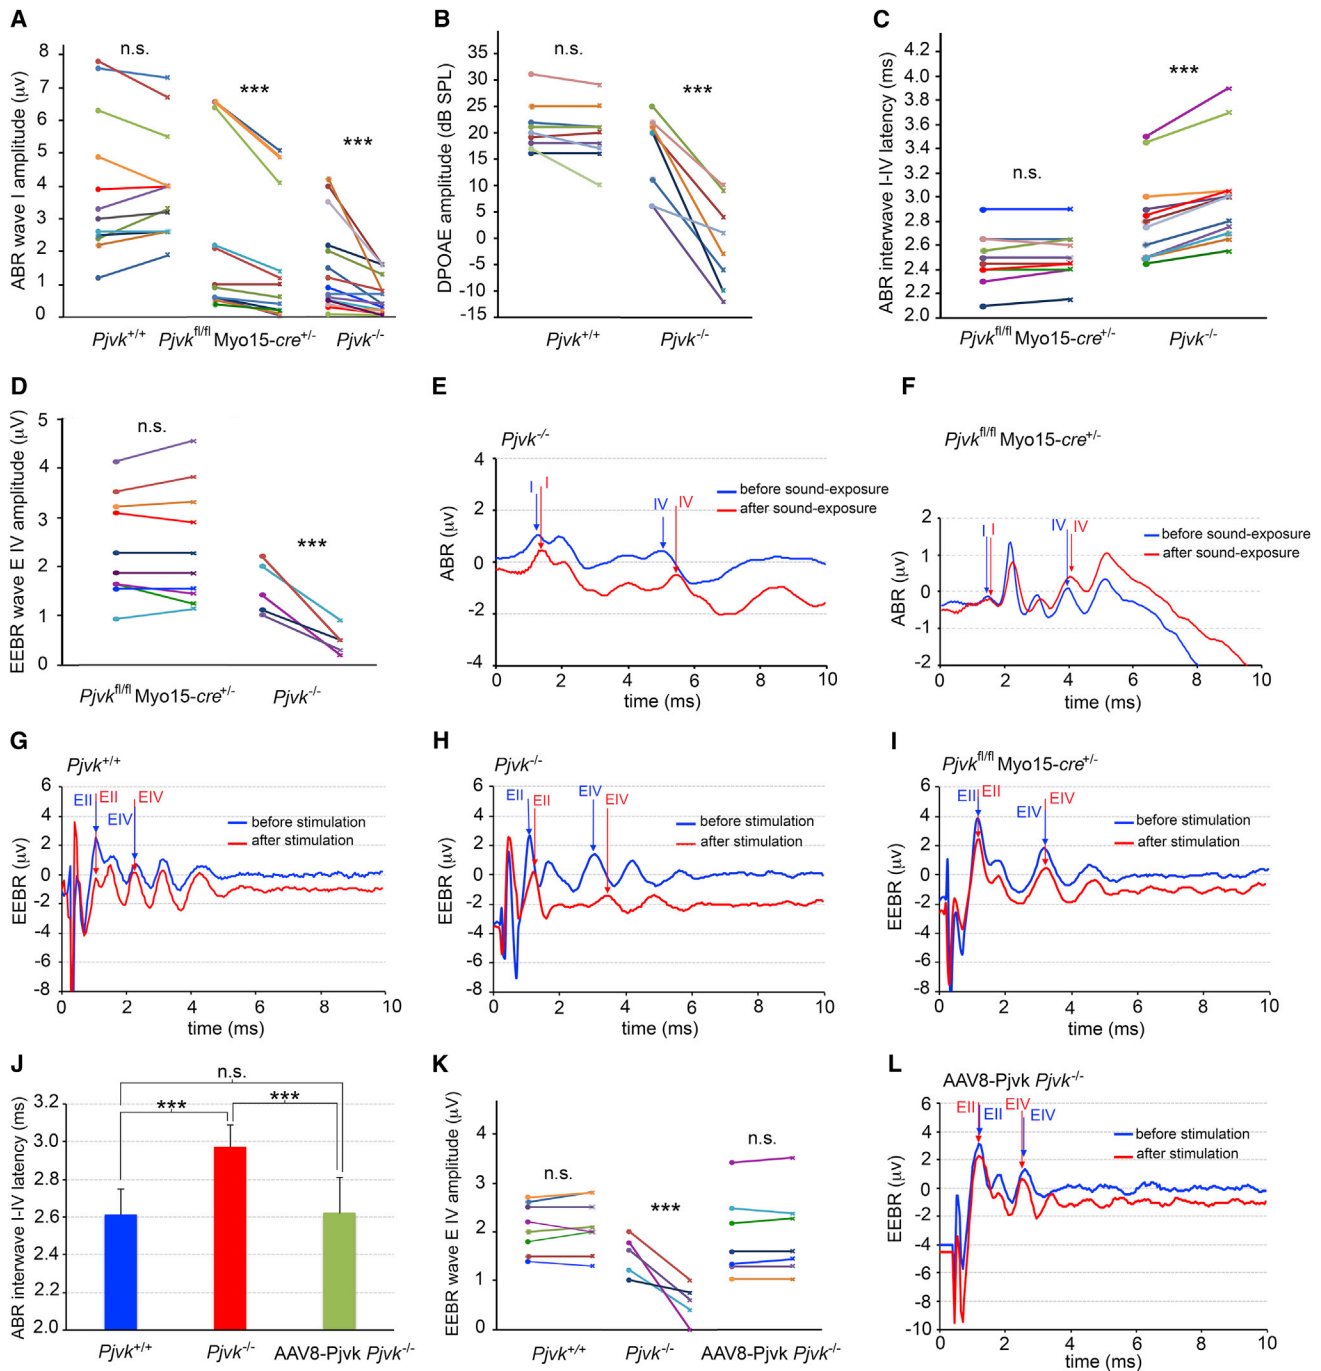 A
ABR wave I amplitude (μv)
8
7
6
5
4
3
2
1
0
n.s.
***
***
Pjvk+/+
Pjvkfl/fl Myo15-cre+/-
Pjvk-/-
B
DPOAE amplitude (dB SPL)
35
30
25
20
15
10
5
0
-5
-10
-15
n.s.
***
Pjvk+/+
Pjvk-/-
C
ABR interwave I-IV latency (ms)
4.2
4.0
3.8
3.6
3.4
3.2
3.0
2.8
2.6
2.4
2.2
2.0
n.s.
***
Pjvkfl/fl Myo15-cre+/-
Pjvk-/-
D
EEBR wave E IV amplitude (μV)
5
4
3
2
1
0
n.s.
***
Pjvkfl/fl Myo15-cre+/-
Pjvk-/-
E
Pjvk-/-
ABR (μv)
4
2
0
-2
-4
I
I
IV
IV
before sound-exposure
after sound-exposure
0 2 4 6 8 10
time (ms)
F
Pjvkfl/fl Myo15-cre+/-
ABR (μv)
2
1
0
-1
-2
I
I
IV
IV
before sound-exposure
after sound-exposure
0 2 4 6 8 10
time (ms)
G
Pjvk+/+
EEBR (μv)
6
4
2
0
-2
-4
-6
-8
EII
EII
EIV
EIV
before stimulation
after stimulation
0 2 4 6 8 10
time (ms)
H
Pjvk-/-
EEBR (μv)
6
4
2
0
-2
-4
-6
-8
EII
EII
EIV
EIV
before stimulation
after stimulation
0 2 4 6 8 10
time (ms)
I
Pjvkfl/fl Myo15-cre+/-
EEBR (μv)
6
4
2
0
-2
-4
-6
-8
EII
EII
EIV
EIV
before stimulation
after stimulation
0 2 4 6 8 10
time (ms)
J
ABR interwave I-IV latency (ms)
3.2
3.0
2.8
2.6
2.4
2.2
2.0
n.s.
***
***
Pjvk+/+
Pjvk-/-
AAV8-Pjvk Pjvk-/-
K
EEBR wave E IV amplitude (μV)
4
3
2
1
0
n.s.
***
n.s.
Pjvk+/+
Pjvk-/-
AAV8-Pjvk Pjvk-/-
L
AAV8-Pjvk Pjvk-/-
EEBR (μv)
6
4
2
0
-2
-4
-6
-8
-10
EII
EII
EIV
EIV
before stimulation
after stimulation
0 2 4 6 8 10
time (ms)